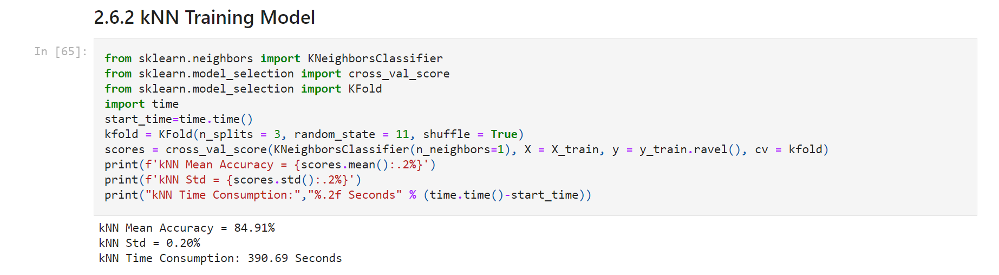 2.6.2 kNN Training Model
In [65]:
from sklearn.neighbors import KNeighborsClassifier
from sklearn.model_selection import cross_val_score
from sklearn.model_selection import KFold
import time
start_time=time.time()
kfold = KFold(n_splits = 3, random_state = 11, shuffle = True)
scores = cross_val_score(KNeighborsClassifier(n_neighbors=1), X = X_train, y = y_train.ravel(), cv = kfold)
print(f'kNN Mean Accuracy = {scores.mean():.2%}')
print(f'kNN Std = {scores.std():.2%}')
print("kNN Time Consumption:","%.2f Seconds" % (time.time()-start_time))
kNN Mean Accuracy = 84.91%
kNN Std = 0.20%
kNN Time Consumption: 390.69 Seconds